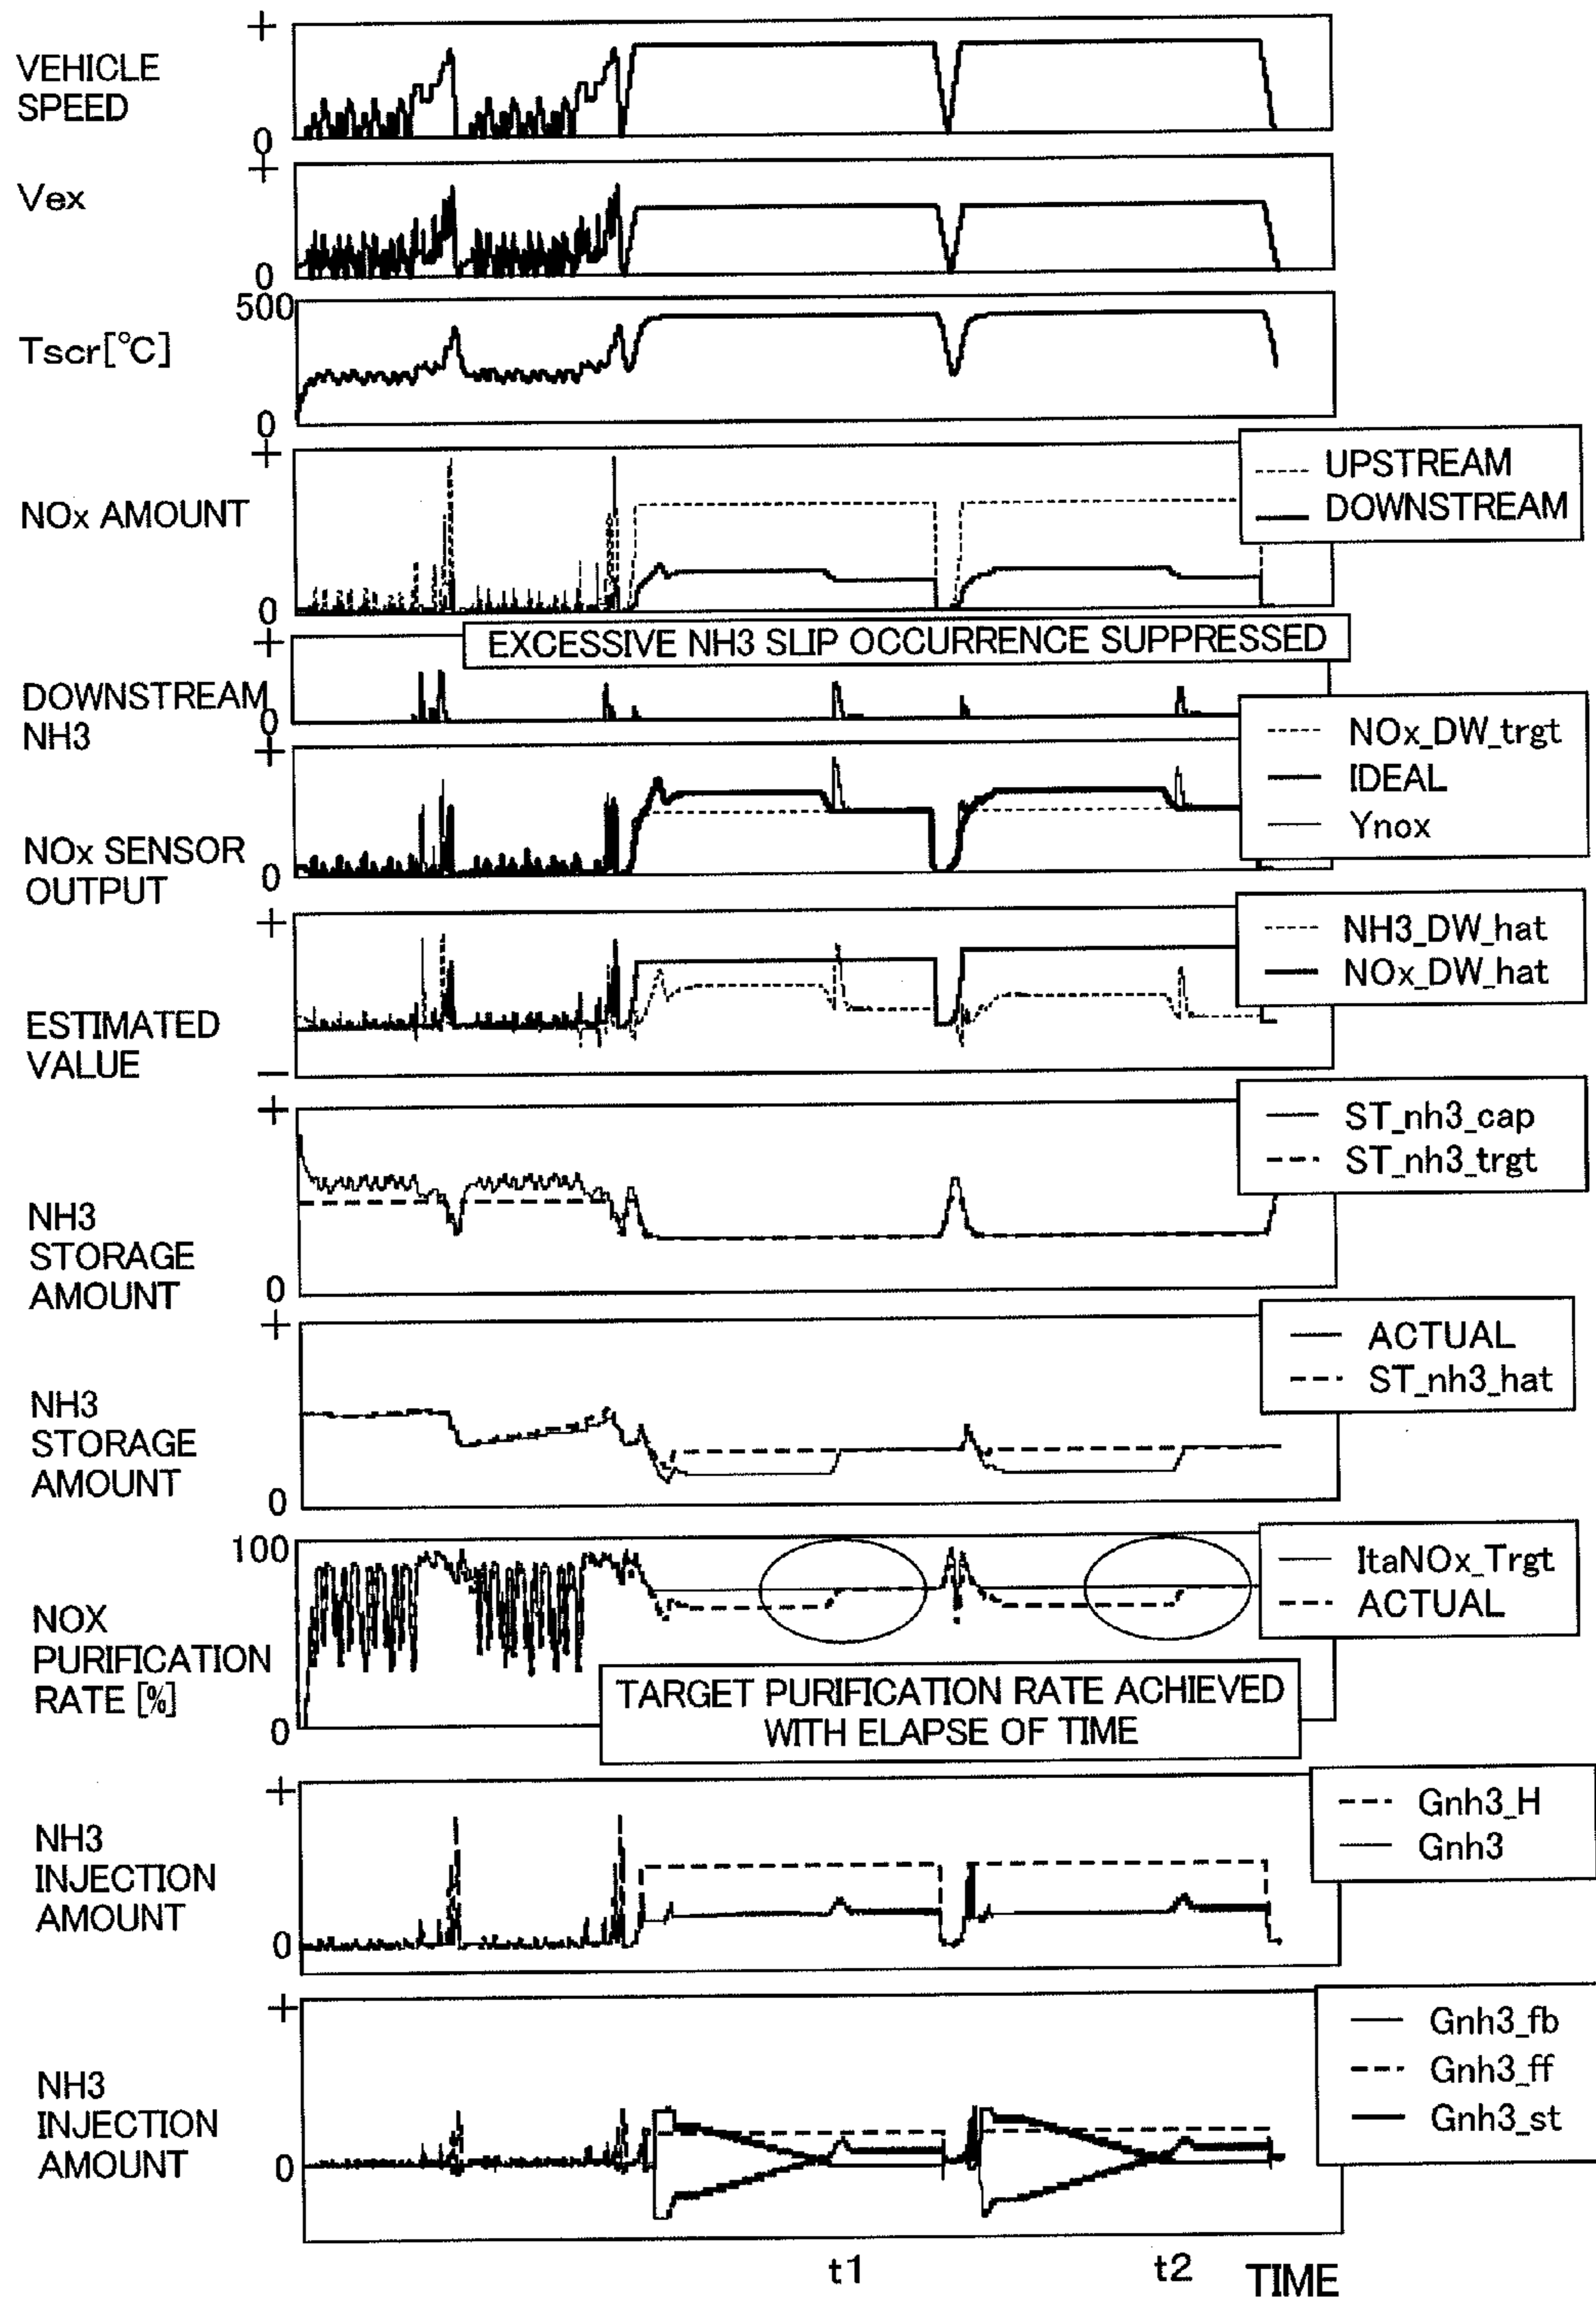 +
VEHICLE
SPEED
0
+
Vex
0
500
Tscr[°C]
0
+
NOx AMOUNT
0
UPSTREAM
DOWNSTREAM
EXCESSIVE NH3 SLIP OCCURRENCE SUPPRESSED
+
DOWNSTREAM
NH3
0
NOx_DW_trgt
IDEAL
Ynox
+
NOx SENSOR
OUTPUT
0
NH3_DW_hat
NOx_DW_hat
+
ESTIMATED
VALUE
−
ST_nh3_cap
ST_nh3_trgt
+
NH3
STORAGE
AMOUNT
0
ACTUAL
ST_nh3_hat
+
NH3
STORAGE
AMOUNT
0
ItaNOx_Trgt
ACTUAL
100
NOX
PURIFICATION
RATE [%]
0
TARGET PURIFICATION RATE ACHIEVED
WITH ELAPSE OF TIME
Gnh3_H
Gnh3
+
NH3
INJECTION
AMOUNT
0
Gnh3_fb
Gnh3_ff
Gnh3_st
+
NH3
INJECTION
AMOUNT
0
t1
t2
TIME